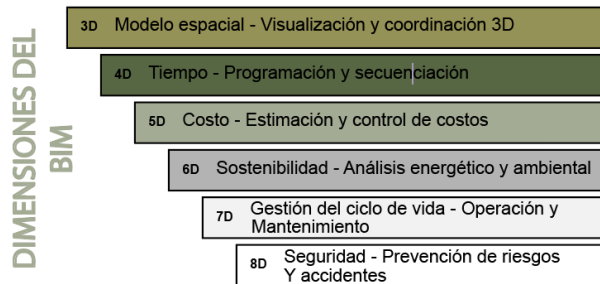 DIMENSIONES DEL
BIM
3D Modelo espacial - Visualización y coordinación 3D
4D Tiempo - Programación y secuenciación
5D Costo - Estimación y control de costos
6D Sostenibilidad - Análisis energético y ambiental
7D Gestión del ciclo de vida - Operación y
Mantenimiento
8D Seguridad - Prevención de riesgos
Y accidentes